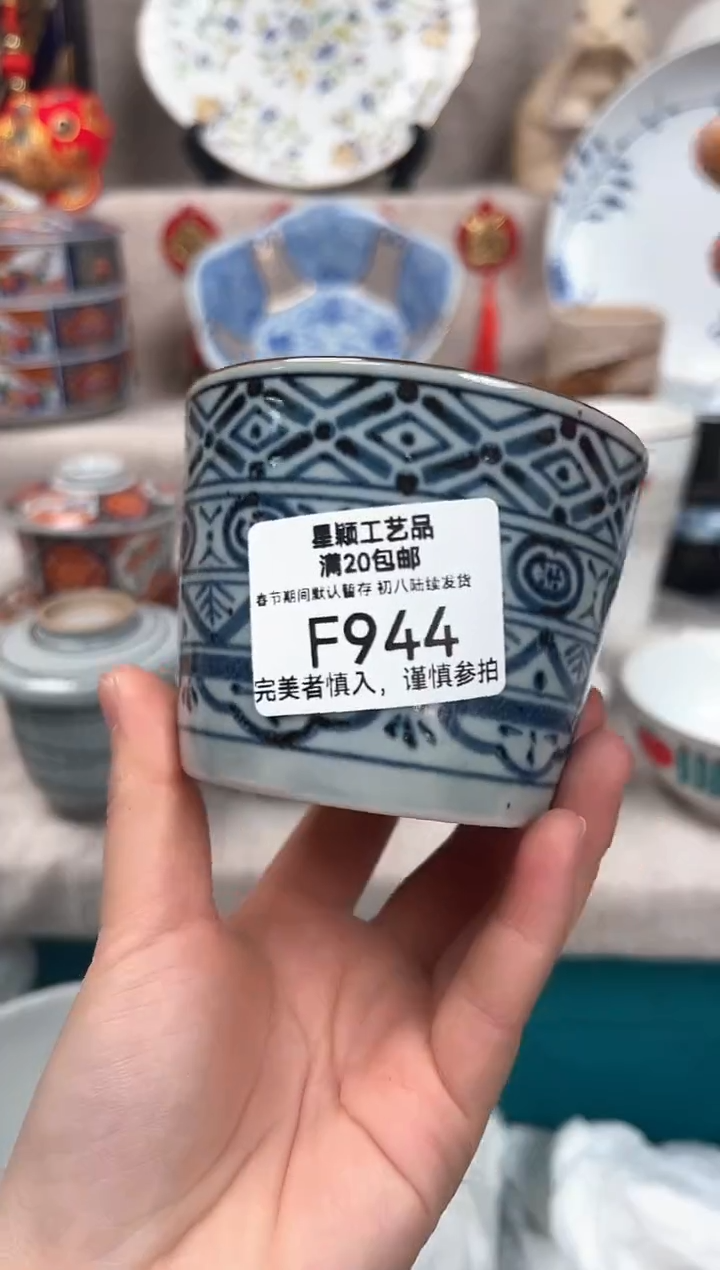 星颖工艺品
满20包邮
春节期间默认暂存 初八陆续发货
F944
完美者慎入，谨慎参拍